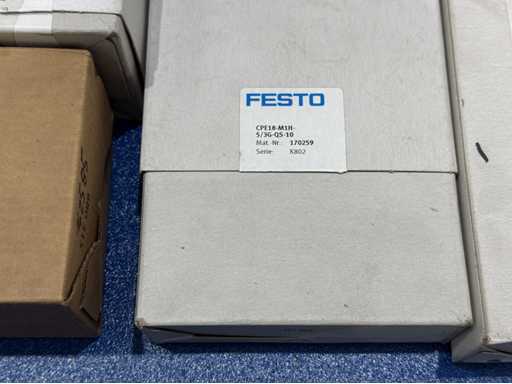 FESTO
CPE18-M1H-
5/3G-QS-10
Mat. Nr.: 170259
Serie: X802